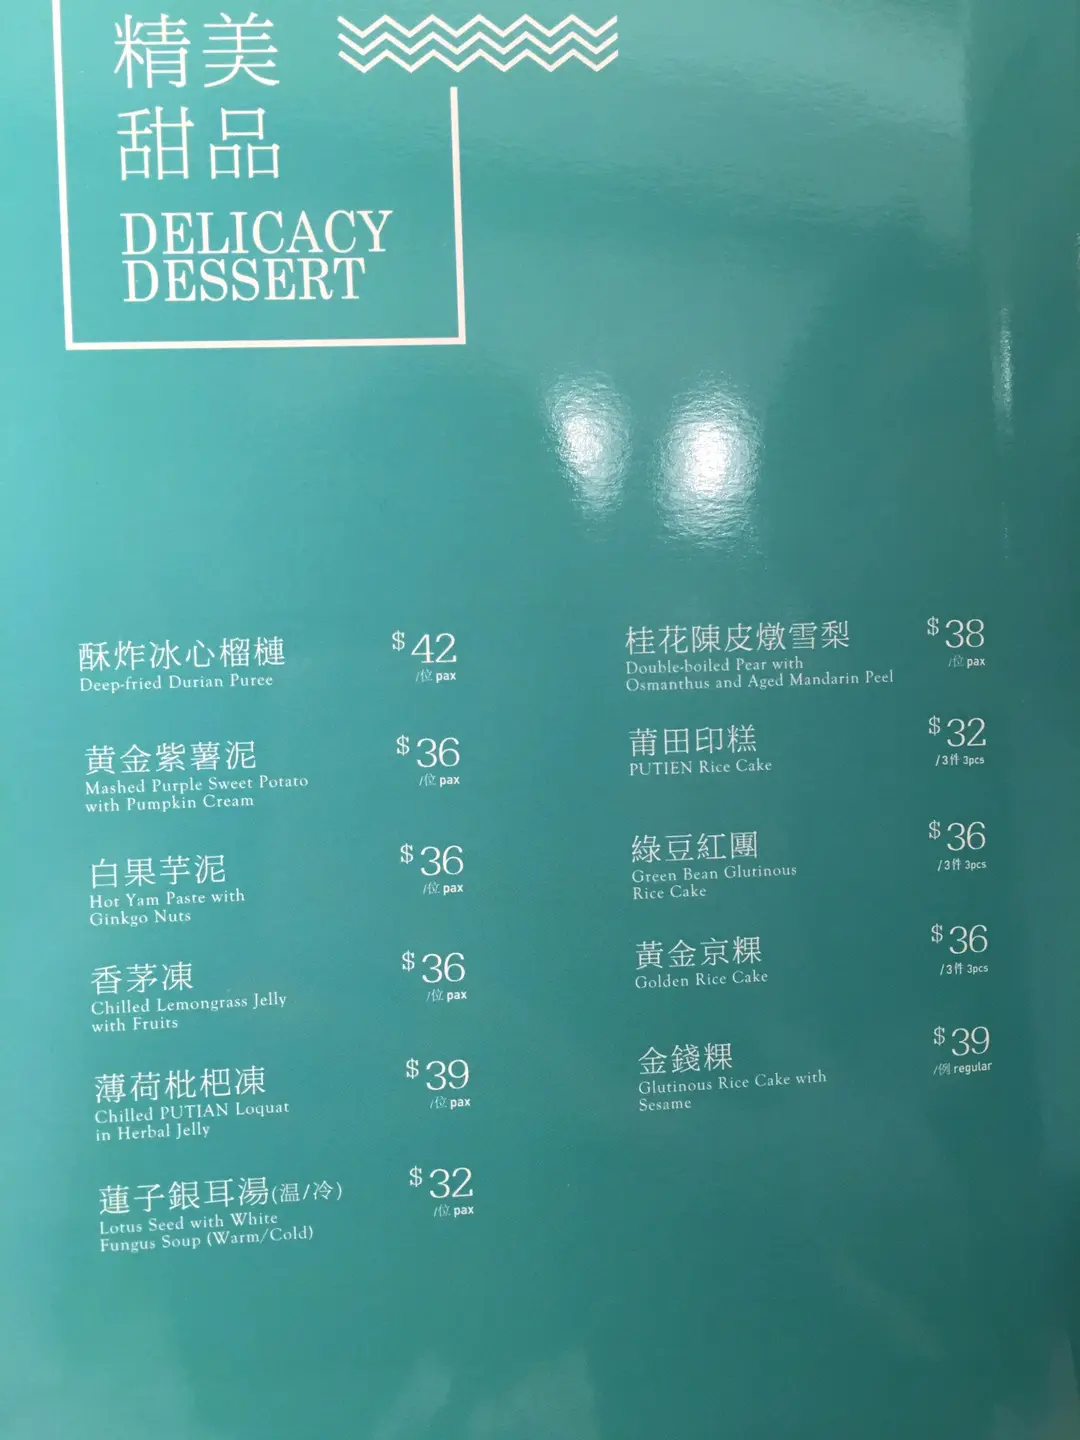 精美
甜品
DELICACY
DESSERT
酥炸冰心榴槤
$42
Deep-fried Durian Puree
/位 pax
黃金紫薯泥
$36
Mashed Purple Sweet Potato
with Pumpkin Cream
/位 pax
白果芋泥
$36
Hot Yam Paste with
Ginkgo Nuts
/位 pax
香茅凍
$36
Chilled Lemongrass Jelly
with Fruits
/位 pax
薄荷枇杷凍
$39
Chilled PUTIAN Loquat
in Herbal Jelly
/位 pax
蓮子銀耳湯(温/冷)
$32
Lotus Seed with White
Fungus Soup (Warm/Cold)
/位 pax
桂花陳皮燉雪梨
$38
Double-boiled Pear with
Osmanthus and Aged Mandarin Peel
/位 pax
莆田印糕
$32
PUTIEN Rice Cake
/3件 3pcs
綠豆紅團
$36
Green Bean Glutinous
Rice Cake
/3件 3pcs
黃金京粿
$36
Golden Rice Cake
/3件 3pcs
金錢粿
$39
Glutinous Rice Cake with
Sesame
/例 regular